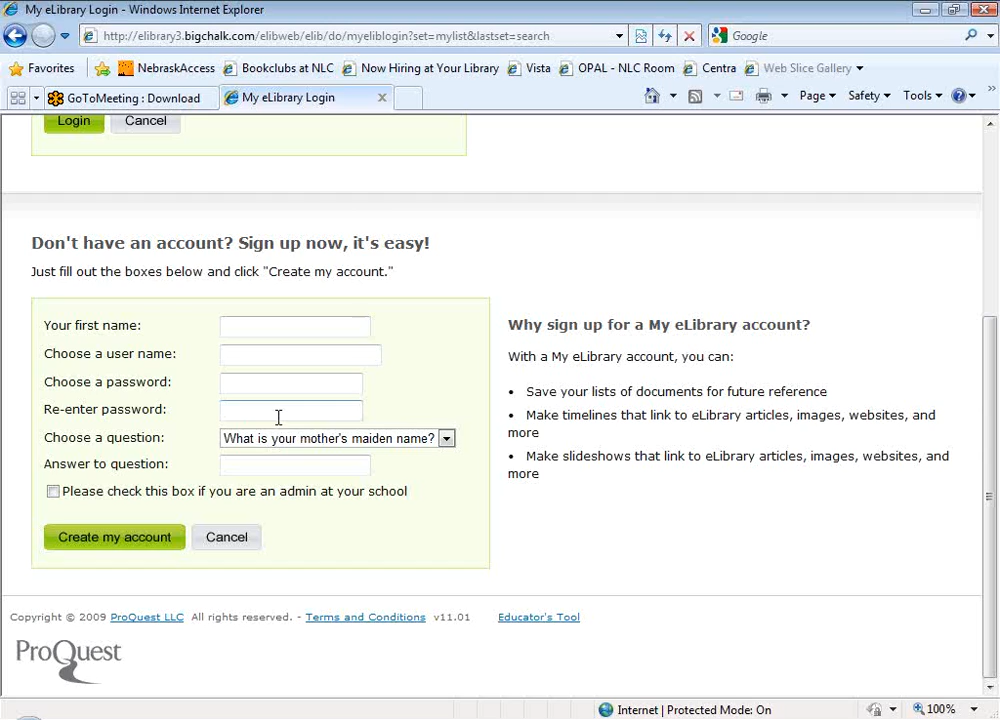 My eLibrary Login - Windows Internet Explorer
http://elibrary3.bigchalk.com/elibweb/elib/do/myeliblogin?set=mylist&lastset=search
Google
Favorites NebraskAccess Bookclubs at NLC Now Hiring at Your Library Vista OPAL - NLC Room Centra Web Slice Gallery
GoToMeeting : Download My eLibrary Login Page Safety Tools
Login Cancel
Don't have an account? Sign up now, it's easy!
Just fill out the boxes below and click "Create my account."
Your first name:
Choose a user name:
Choose a password:
Re-enter password:
Choose a question: What is your mother's maiden name?
Answer to question:
Please check this box if you are an admin at your school
Create my account Cancel
Why sign up for a My eLibrary account?
With a My eLibrary account, you can:
• Save your lists of documents for future reference
• Make timelines that link to eLibrary articles, images, websites, and
more
• Make slideshows that link to eLibrary articles, images, websites, and
more
Copyright © 2009 ProQuest LLC All rights reserved. - Terms and Conditions v11.01 Educator's Tool
ProQuest
Internet | Protected Mode: On 100%